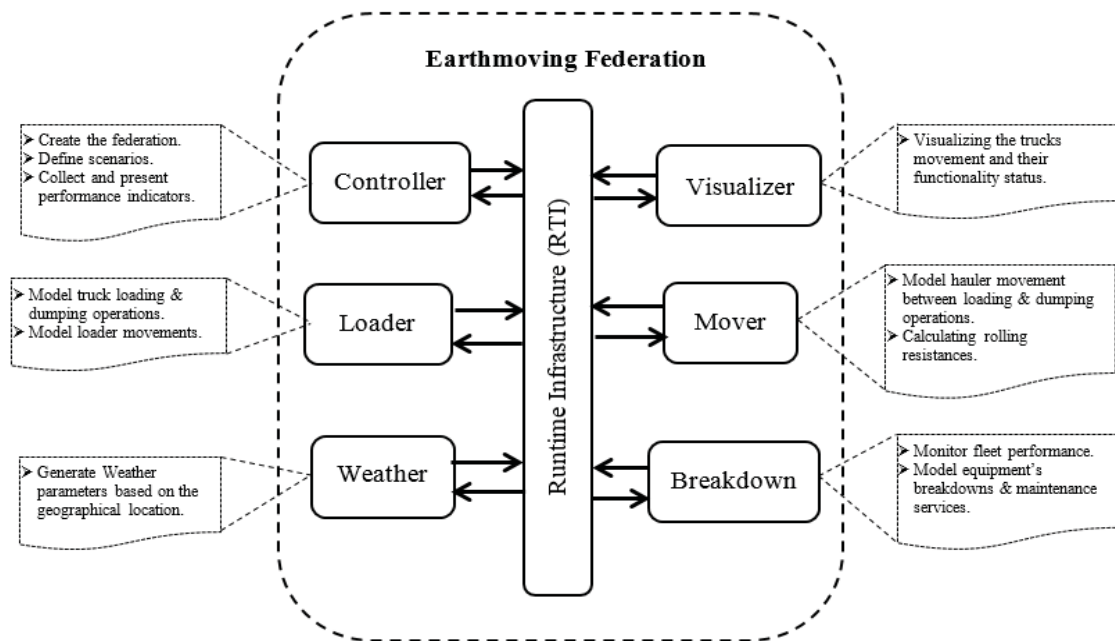 Earthmoving Federation
➤ Create the federation.
➤ Define scenarios.
➤ Collect and present
performance indicators.
Controller
➤ Model truck loading &
dumping operations.
➤ Model loader movements.
Loader
➤ Generate Weather
parameters based on the
geographical location.
Weather
Runtime Infrastructure (RTI)
Visualizer
➤ Visualizing the trucks
movement and their
functionality status.
Mover
➤ Model hauler movement
between loading & dumping
operations.
➤ Calculating rolling
resistances.
Breakdown
➤ Monitor fleet performance.
➤ Model equipment's
breakdowns & maintenance
services.